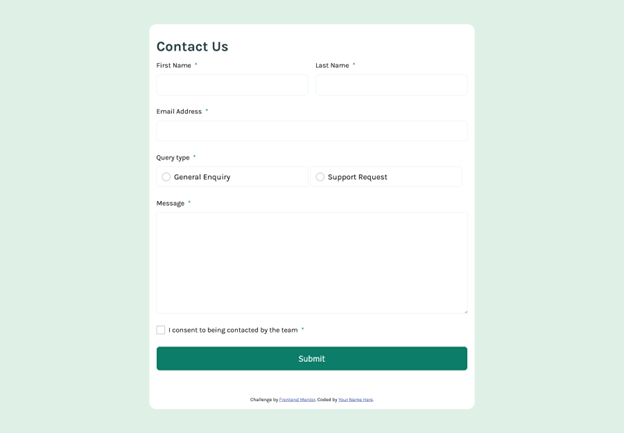 Contact Us
First Name *
Last Name *
Email Address *
Query type *
General Enquiry
Support Request
Message *
I consent to being contacted by the team *
Submit
Challenge by Frontend Mentor. Coded by Your Name Here.